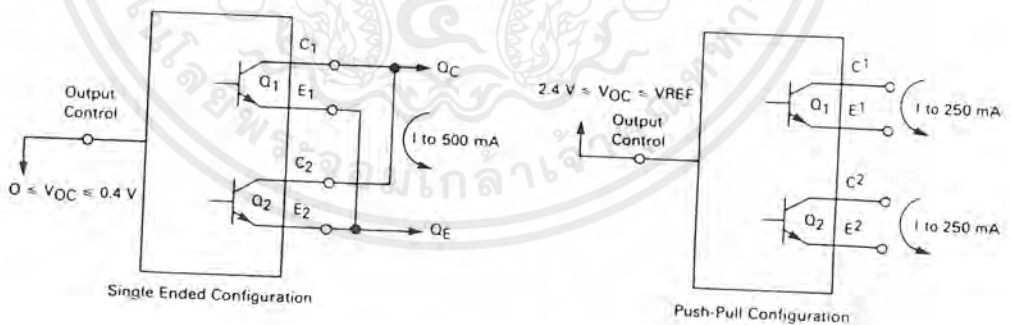 C1
QC
Q1
E1
Output
Control
I to 500 mA
C2
O ≤ VOC ≤ 0.4 V
Q2
E2
QE
Single Ended Configuration
2.4 V ≤ VOC ≤ VREF
Output
Control
C1
Q1
E1
I to 250 mA
C2
Q2
E2
I to 250 mA
Push-Pull Configuration